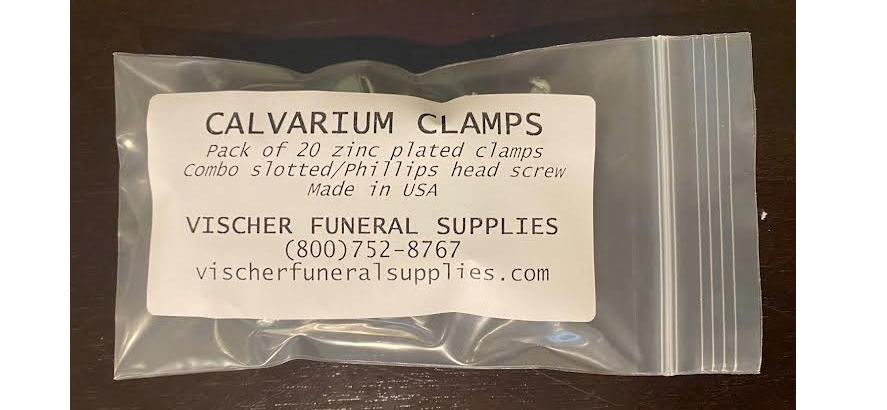 CALVARIUM CLAMPS
Pack of 20 zinc plated clamps
Combo slotted/Phillips head screw
Made in USA
VISCHER FUNERAL SUPPLIES
(800)752-8767
vischerfuneralsupplies.com